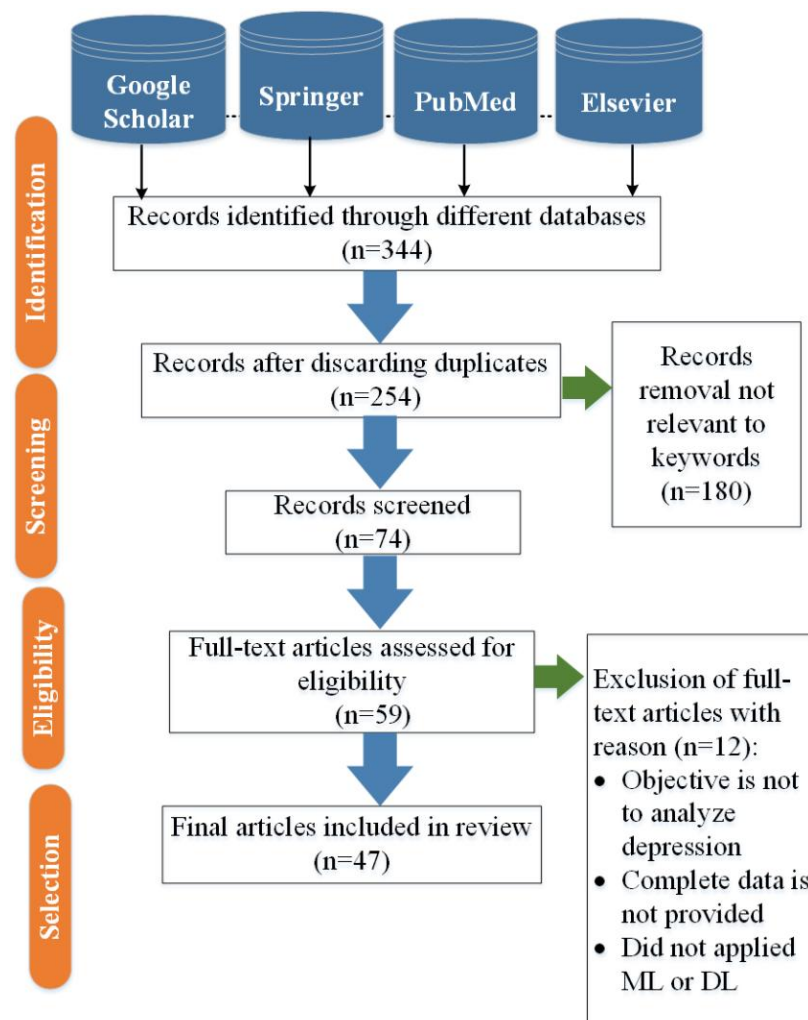 Google
Scholar
Springer
PubMed
Elsevier
Identification
Records identified through different databases
(n=344)
Records after discarding duplicates
(n=254)
Records
removal not
relevant to
keywords
(n=180)
Screening
Records screened
(n=74)
Eligibility
Full-text articles assessed for
eligibility
(n=59)
Exclusion of full-
text articles with
reason (n=12):
• Objective is not
to analyze
depression
• Complete data is
not provided
• Did not applied
ML or DL
Selection
Final articles included in review
(n=47)